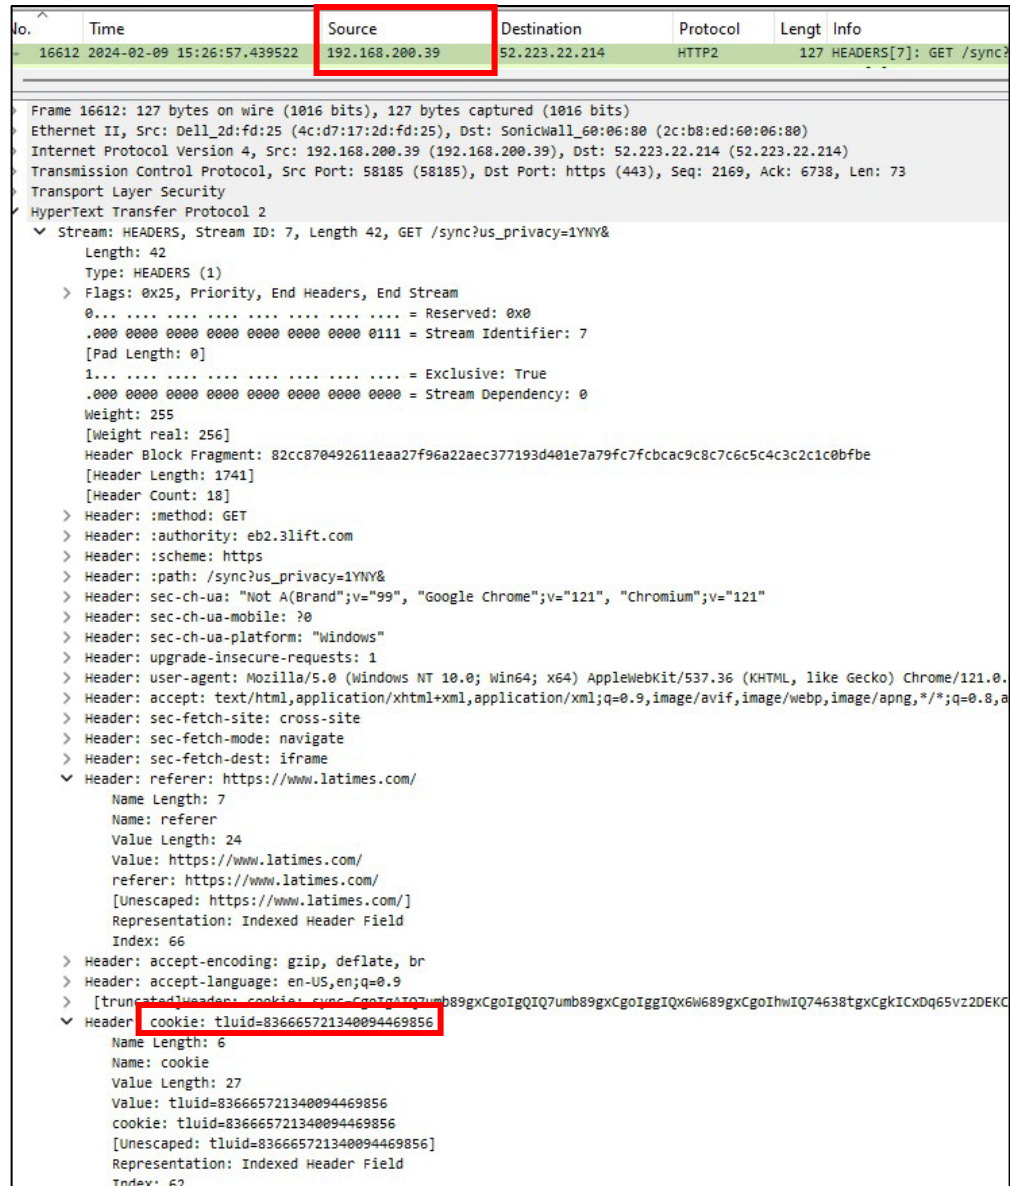 No. Time Source Destination Protocol Lengt Info
16612 2024-02-09 15:26:57.439522 192.168.200.39 52.223.22.214 HTTP2 127 HEADERS[7]: GET /sync?
Frame 16612: 127 bytes on wire (1016 bits), 127 bytes captured (1016 bits)
Ethernet II, Src: Dell_2d:fd:25 (4c:d7:17:2d:fd:25), Dst: SonicWall_60:06:80 (2c:b8:ed:60:06:80)
Internet Protocol Version 4, Src: 192.168.200.39 (192.168.200.39), Dst: 52.223.22.214 (52.223.22.214)
Transmission Control Protocol, Src Port: 58185 (58185), Dst Port: https (443), Seq: 2169, Ack: 6738, Len: 73
Transport Layer Security
HyperText Transfer Protocol 2
Stream: HEADERS, Stream ID: 7, Length 42, GET /sync?us_privacy=1YNY&
Length: 42
Type: HEADERS (1)
Flags: 0x25, Priority, End Headers, End Stream
0... .... .... .... .... .... .... .... = Reserved: 0x0
.000 0000 0000 0000 0000 0000 0000 0111 = Stream Identifier: 7
[Pad Length: 0]
1... .... .... .... .... .... .... .... = Exclusive: True
.000 0000 0000 0000 0000 0000 0000 0000 = Stream Dependency: 0
Weight: 255
[Weight real: 256]
Header Block Fragment: 82cc870492611eaa27f96a22aec377193d401e7a79fc7fcbcac9c8c7c6c5c4c3c2c1c0bfbe
[Header Length: 1741]
[Header Count: 18]
Header: :method: GET
Header: :authority: eb2.3lift.com
Header: :scheme: https
Header: :path: /sync?us_privacy=1YNY&
Header: sec-ch-ua: "Not A(Brand";v="99", "Google Chrome";v="121", "Chromium";v="121"
Header: sec-ch-ua-mobile: ?0
Header: sec-ch-ua-platform: "Windows"
Header: upgrade-insecure-requests: 1
Header: user-agent: Mozilla/5.0 (Windows NT 10.0; Win64; x64) AppleWebKit/537.36 (KHTML, like Gecko) Chrome/121.0.
Header: accept: text/html,application/xhtml+xml,application/xml;q=0.9,image/avif,image/webp,image/apng,*/*;q=0.8,a
Header: sec-fetch-site: cross-site
Header: sec-fetch-mode: navigate
Header: sec-fetch-dest: iframe
Header: referer: https://www.latimes.com/
Name Length: 7
Name: referer
Value Length: 24
Value: https://www.latimes.com/
referer: https://www.latimes.com/
[Unescaped: https://www.latimes.com/]
Representation: Indexed Header Field
Index: 66
Header: accept-encoding: gzip, deflate, br
Header: accept-language: en-US,en;q=0.9
[truncated]Header: cookie: sync=CgoIgAIQ7umb89gxCgoIgQIQ7umb89gxCgoIggIQx6W689gxCgoIhwIQ74638tgxCgkICxDq65vz2DEKC
Header: cookie: tluid=836665721340094469856
Name Length: 6
Name: cookie
Value Length: 27
Value: tluid=836665721340094469856
cookie: tluid=836665721340094469856
[Unescaped: tluid=836665721340094469856]
Representation: Indexed Header Field
Index: 62